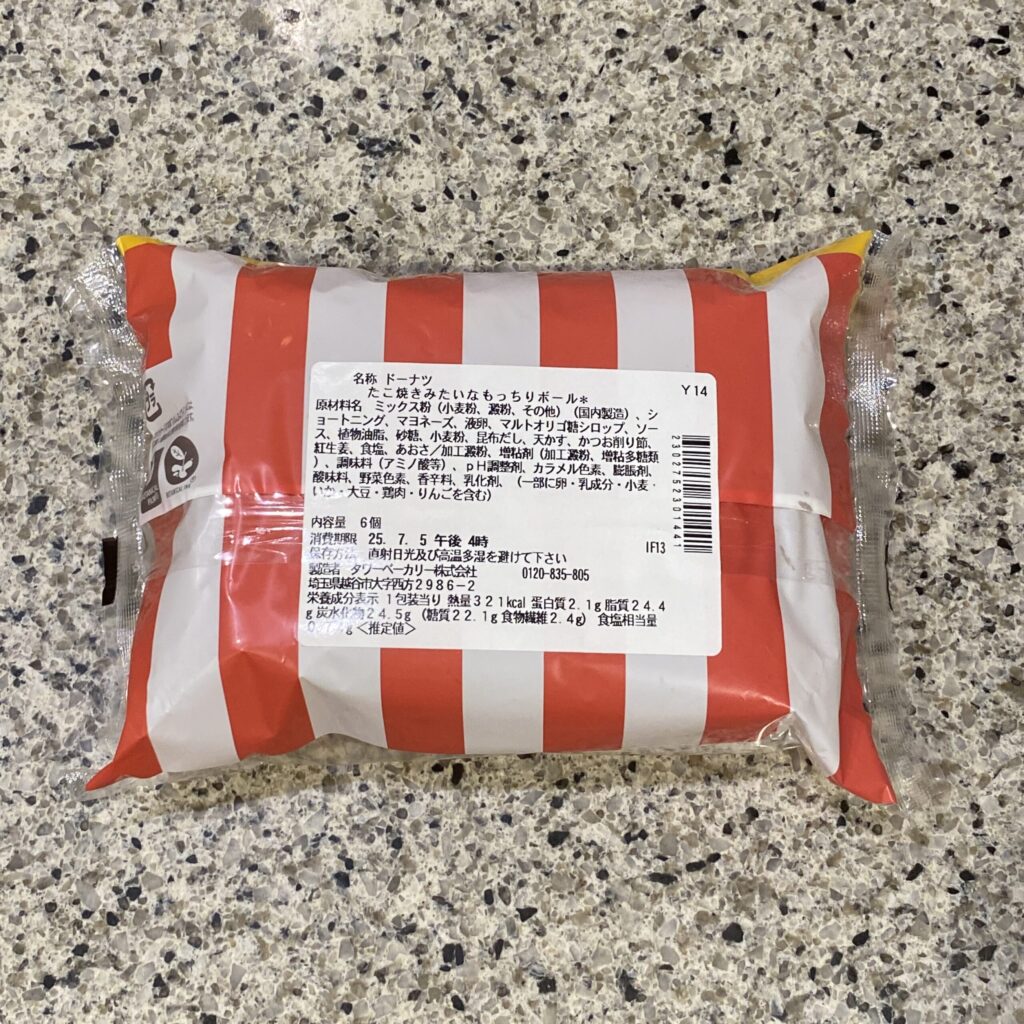 名称 ドーナツ
たこ焼きみたいなもっちりボール*
Y14
原材料名 ミックス粉(小麦粉、澱粉、その他)(国内製造)、シ
ョートニング、マヨネーズ、液卵、マルトオリゴ糖シロップ、ソー
ス、植物油脂、砂糖、小麦粉、昆布だし、天かす、かつお削り節、
紅生姜、食塩、あおさ/加工澱粉、増粘剤(加工澱粉、増粘多糖類
)、調味料(アミノ酸等)、pH調整剤、カラメル色素、膨脹剤、
酸味料、野菜色素、香辛料、乳化剤、(一部に卵・乳成分・小麦・
いか・大豆・鶏肉・りんごを含む)
内容量 6個
消費期限 25. 7. 5 午後 4時
IF13
保存方法 直射日光及び高温多湿を避けて下さい
製造者 タワーベーカリー株式会社 0120-835-805
埼玉県越谷市大字西方2986-2
栄養成分表示 1包装当り 熱量321kcal 蛋白質2.1g 脂質24.4
g 炭水化物24.5g (糖質22.1g 食物繊維2.4g) 食塩相当量
<推定値>
2302752301441